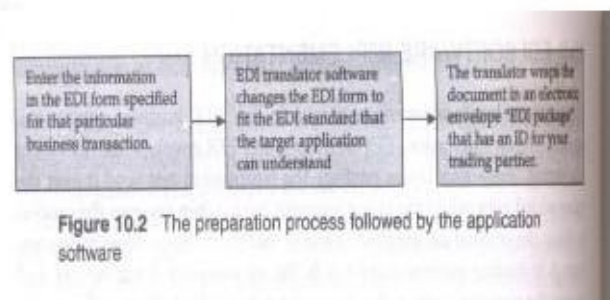 Enter the information
in the EDI form specified
for that particular
business transaction.
EDI translator software
changes the EDI form to
fit the EDI standard that
the target application
can understand
The translator wraps the
document in an electronic
envelope "EDI package"
that has an ID for your
trading partner.
Figure 10.2 The preparation process followed by the application
software